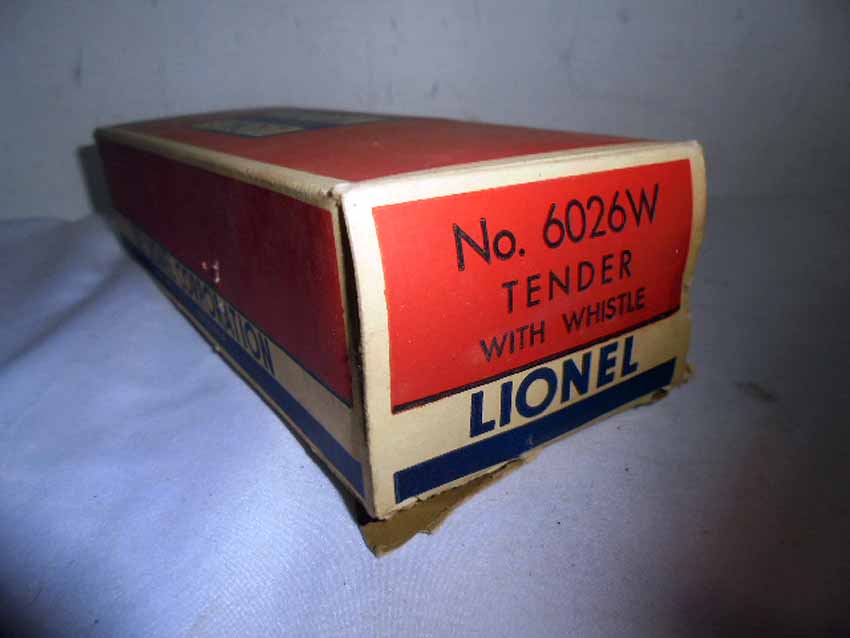 No. 6026W
TENDER
WITH WHISTLE
LIONEL
CORPORATION